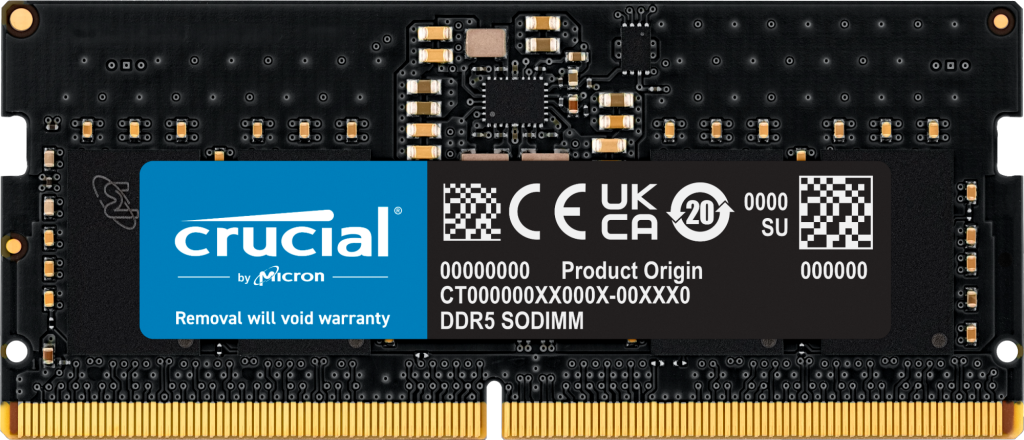 crucial®
by Micron
Removal will void warranty
CE UK CA 20
0000
SU
00000000 Product Origin
000000
CT000000XX000X-00XXX0
DDR5 SODIMM